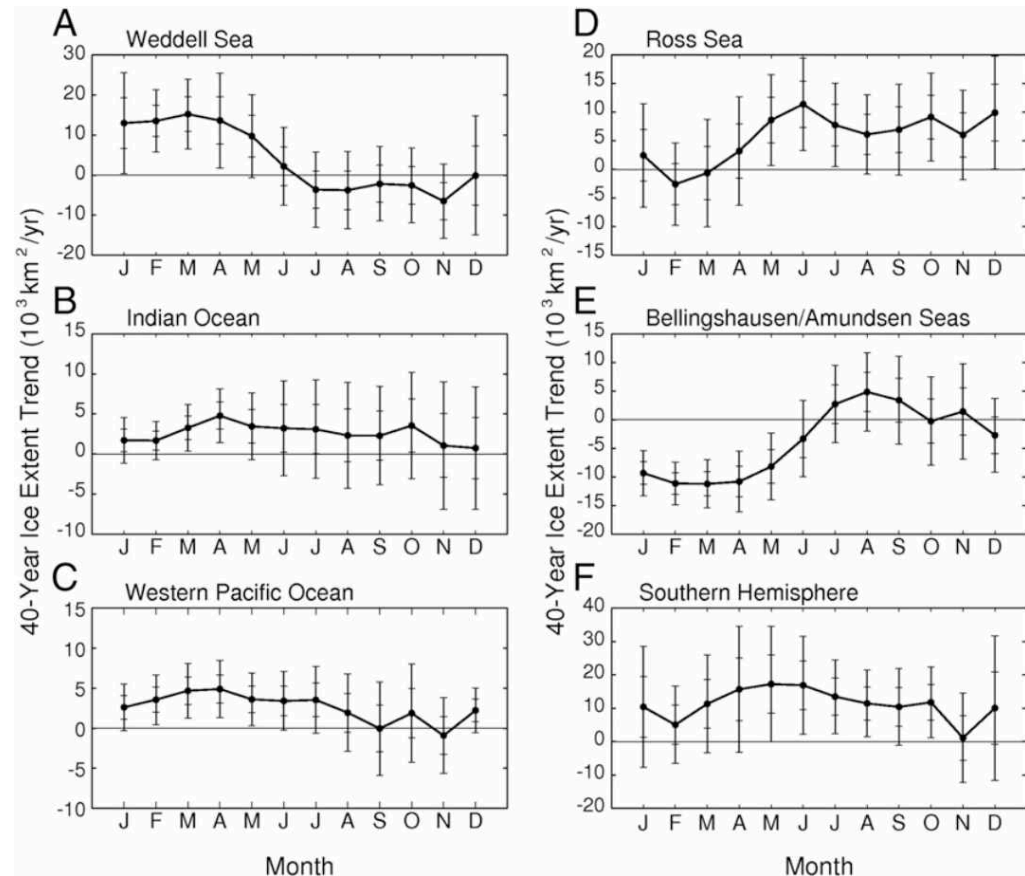 A
Weddell Sea
30
20
10
0
-10
-20
J F M A M J J A S O N D
B
Indian Ocean
15
10
5
0
-5
-10
J F M A M J J A S O N D
C
Western Pacific Ocean
15
10
5
0
-5
-10
J F M A M J J A S O N D
Month
40-Year Ice Extent Trend (10³ km²/yr)
D
Ross Sea
20
15
10
5
0
-5
-10
-15
J F M A M J J A S O N D
E
Bellingshausen/Amundsen Seas
15
10
5
0
-5
-10
-15
-20
J F M A M J J A S O N D
F
Southern Hemisphere
40
30
20
10
0
-10
-20
J F M A M J J A S O N D
Month
40-Year Ice Extent Trend (10³ km²/yr)